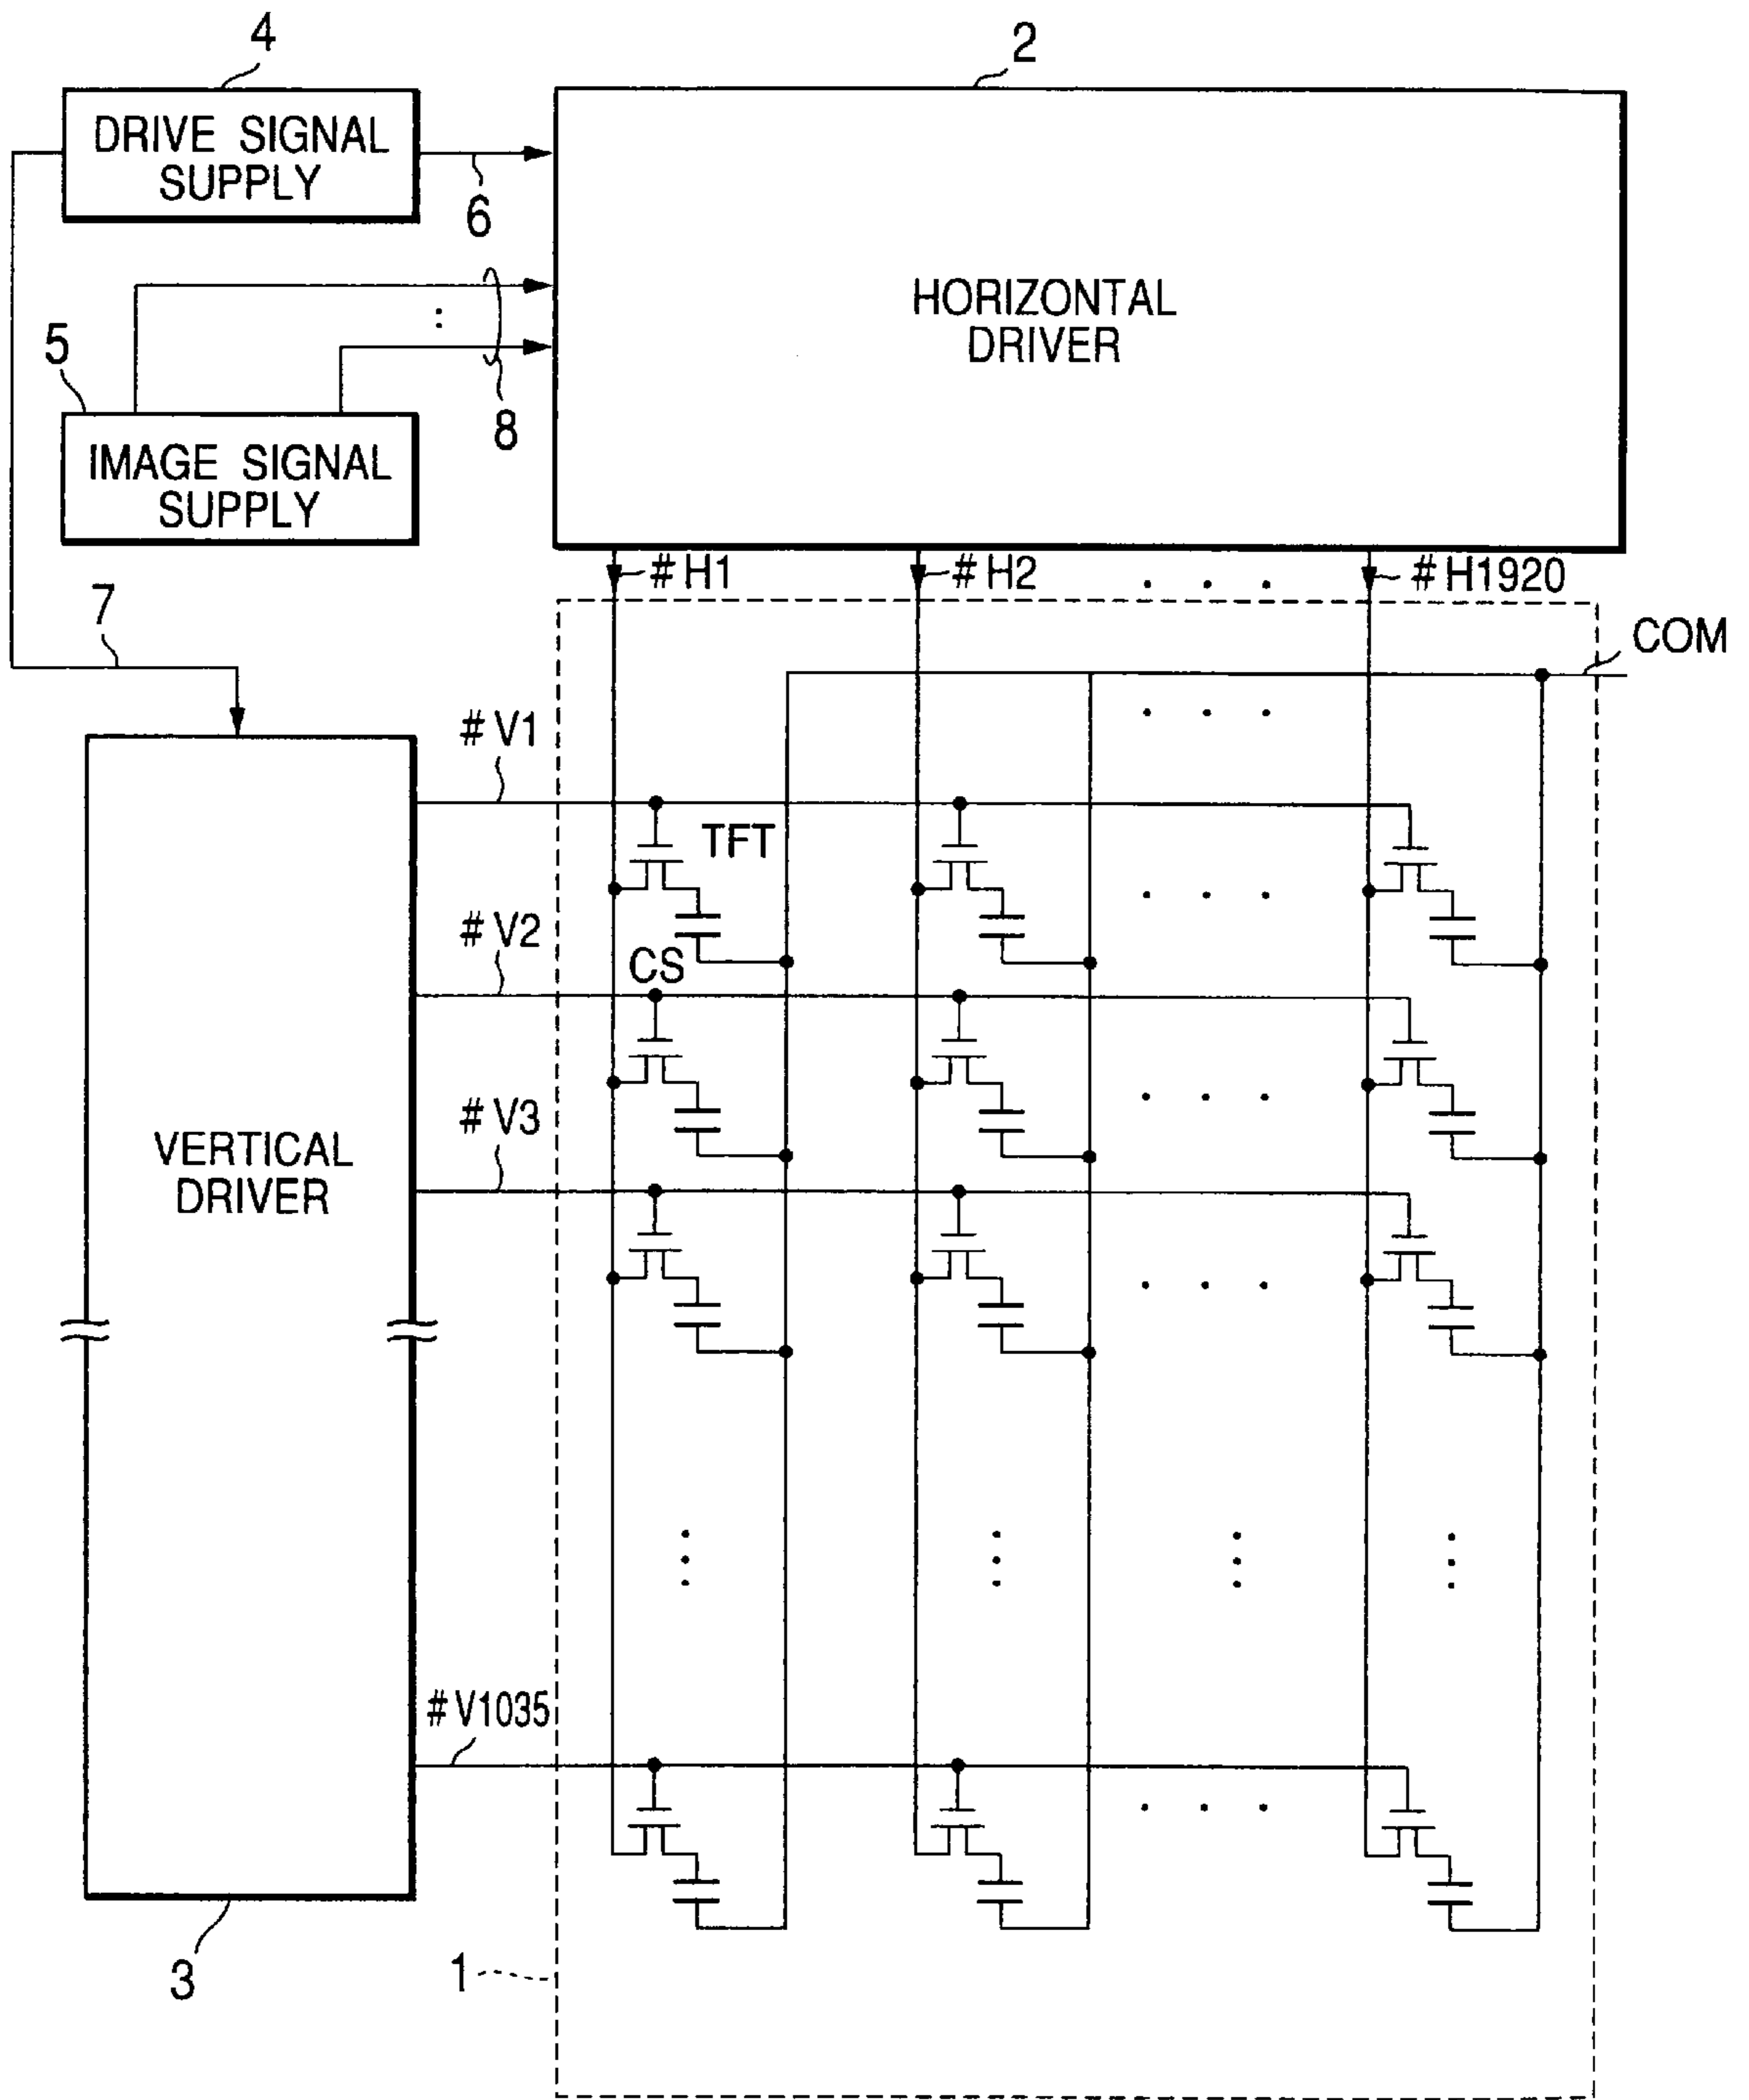 4
2
DRIVE SIGNAL
SUPPLY
6
HORIZONTAL
DRIVER
5
8
IMAGE SIGNAL
SUPPLY
# H1
# H2
# H1920
7
COM
# V1
TFT
# V2
CS
# V3
VERTICAL
DRIVER
# V1035
1
3